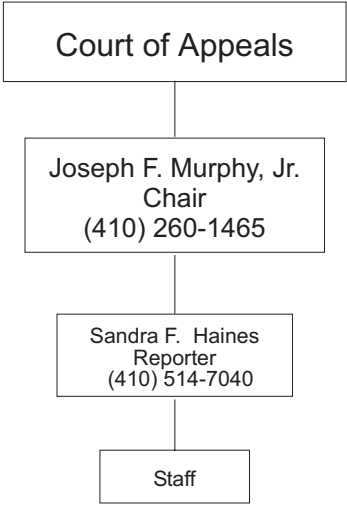 Court of Appeals
Joseph F. Murphy, Jr.
Chair
(410) 260-1465
Sandra F. Haines
Reporter
(410) 514-7040
Staff